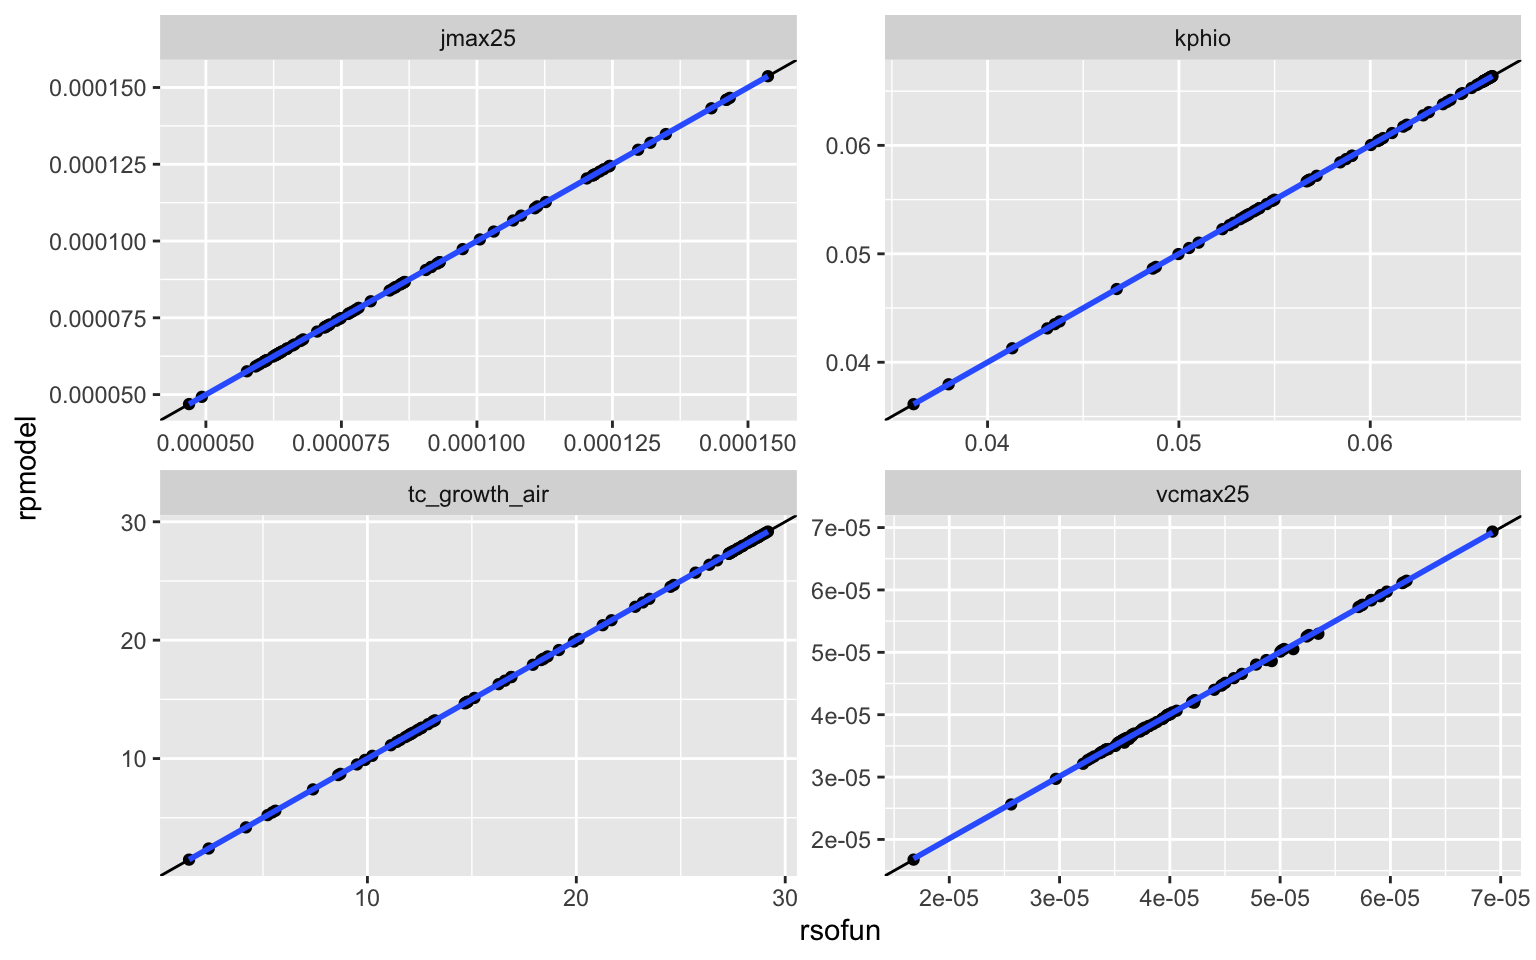 jmax25
kphio
0.000150
0.000125
0.000100
0.000075
0.000050
0.000050 0.000075 0.000100 0.000125 0.000150
0.06
0.05
0.04
0.04 0.05 0.06
tc_growth_air
vcmax25
30
20
10
10 20 30
7e-05
6e-05
5e-05
4e-05
3e-05
2e-05
2e-05 3e-05 4e-05 5e-05 6e-05 7e-05
rpmodel
rsofun